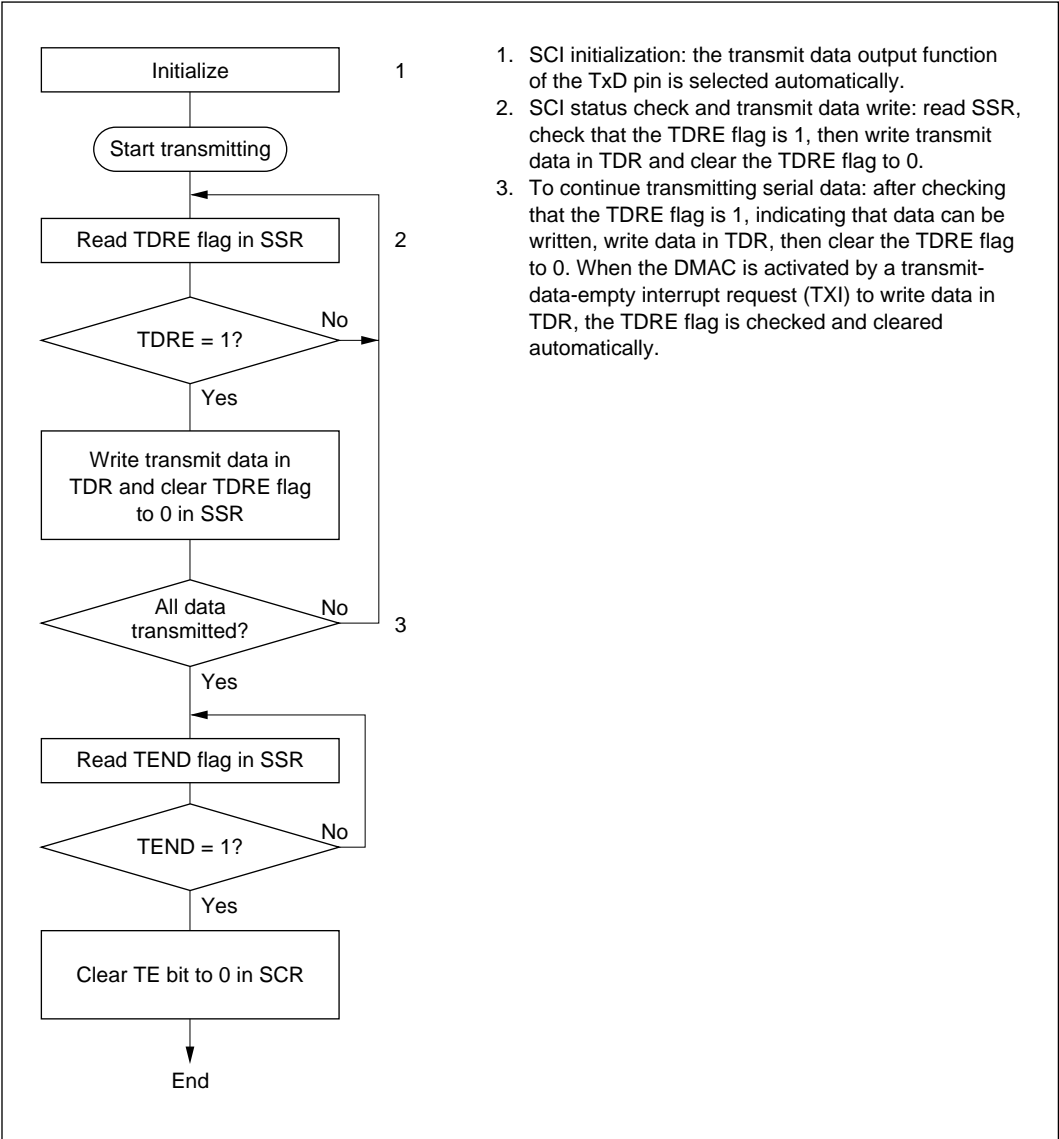 Initialize
1
Start transmitting
Read TDRE flag in SSR
2
TDRE = 1?
No
Yes
Write transmit data in
TDR and clear TDRE flag
to 0 in SSR
All data
transmitted?
No
3
Yes
Read TEND flag in SSR
TEND = 1?
No
Yes
Clear TE bit to 0 in SCR
End
1. SCI initialization: the transmit data output function
of the TxD pin is selected automatically.
2. SCI status check and transmit data write: read SSR,
check that the TDRE flag is 1, then write transmit
data in TDR and clear the TDRE flag to 0.
3. To continue transmitting serial data: after checking
that the TDRE flag is 1, indicating that data can be
written, write data in TDR, then clear the TDRE flag
to 0. When the DMAC is activated by a transmit-
data-empty interrupt request (TXI) to write data in
TDR, the TDRE flag is checked and cleared
automatically.